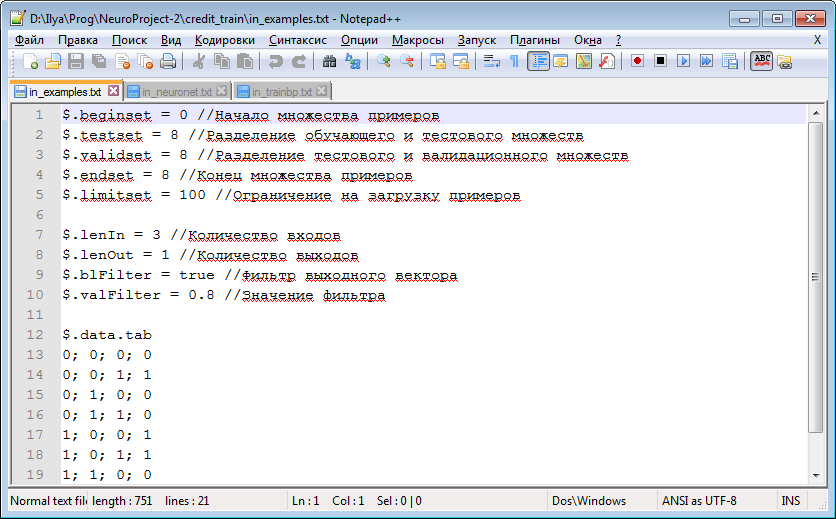 D:\Ilya\Prog\NeuroProject-2\credit_train\in_examples.txt - Notepad++
Файл Правка Поиск Вид Кодировки Синтаксис Опции Макросы Запуск Плагины Окна ? X
ABC
in_examples.txt in_neuronet.txt in_trainbp.txt
1 $.beginset = 0 //Начало множества примеров
2 $.testset = 8 //Разделение обучающего и тестового множеств
3 $.validset = 8 //Разделение тестового и валидационного множеств
4 $.endset = 8 //Конец множества примеров
5 $.limitset = 100 //Ограничение на загрузку примеров
6
7 $.lenIn = 3 //Количество входов
8 $.lenOut = 1 //Количество выходов
9 $.blFilter = true //Фильтр выходного вектора
10 $.valFilter = 0.8 //Значение фильтра
11
12 $.data.tab
13 0; 0; 0; 0
14 0; 0; 1; 1
15 0; 1; 0; 0
16 0; 1; 1; 0
17 1; 0; 0; 1
18 1; 0; 1; 1
19 1; 1; 0; 0
Normal text file length : 751 lines : 21 Ln : 1 Col : 1 Sel : 0 | 0 Dos\Windows ANSI as UTF-8 INS